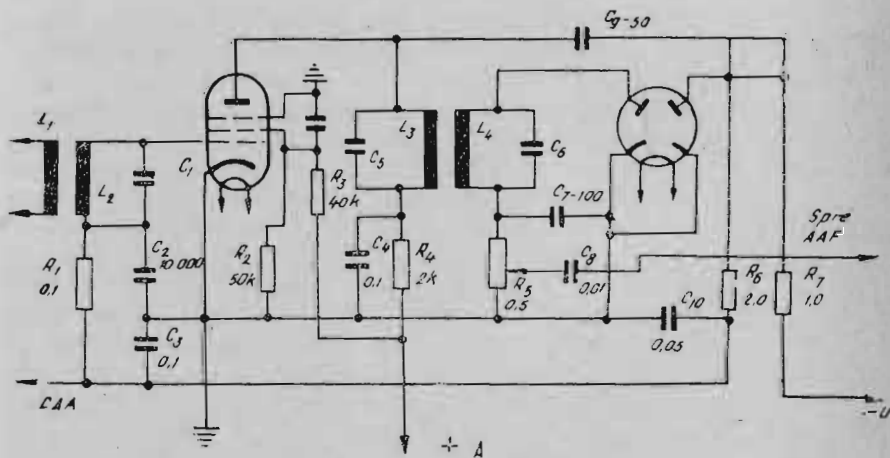 C9-50
L1
L2
C1
R3
40k
C5
L3
L4
C6
C7-100
Spre
AAF
R1
0,1
C2
10 000
R2
50k
C4
0,1
R4
2k
R5
0,5
C8
0,01
R6
2.0
R7
1,0
C3
0,1
C10
0,05
CAA
-U
+ A